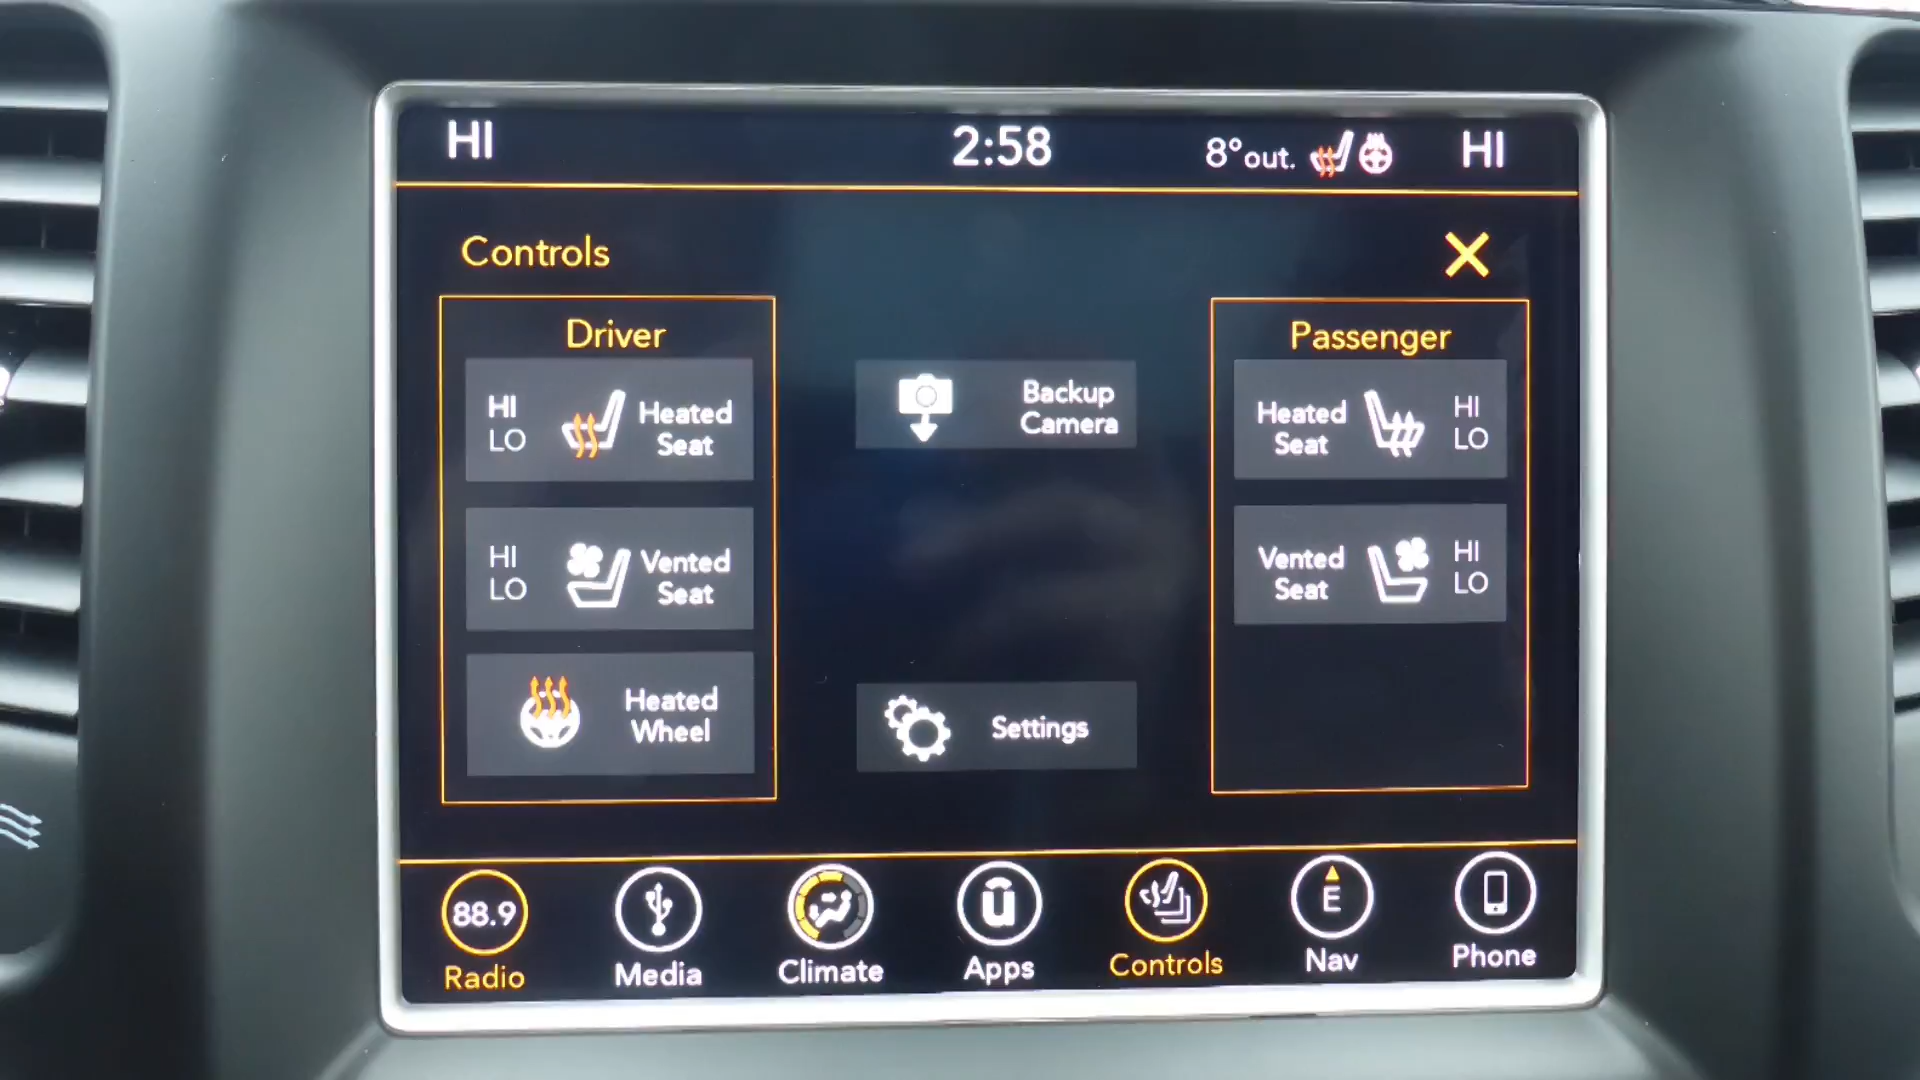 HI
2:58
8°out.
HI
Controls
Driver
HI
LO
Heated
Seat
HI
LO
Vented
Seat
Heated
Wheel
Backup
Camera
Settings
Passenger
Heated
Seat
HI
LO
Vented
Seat
HI
LO
88.9
Radio
Media
Climate
Apps
Controls
E
Nav
Phone